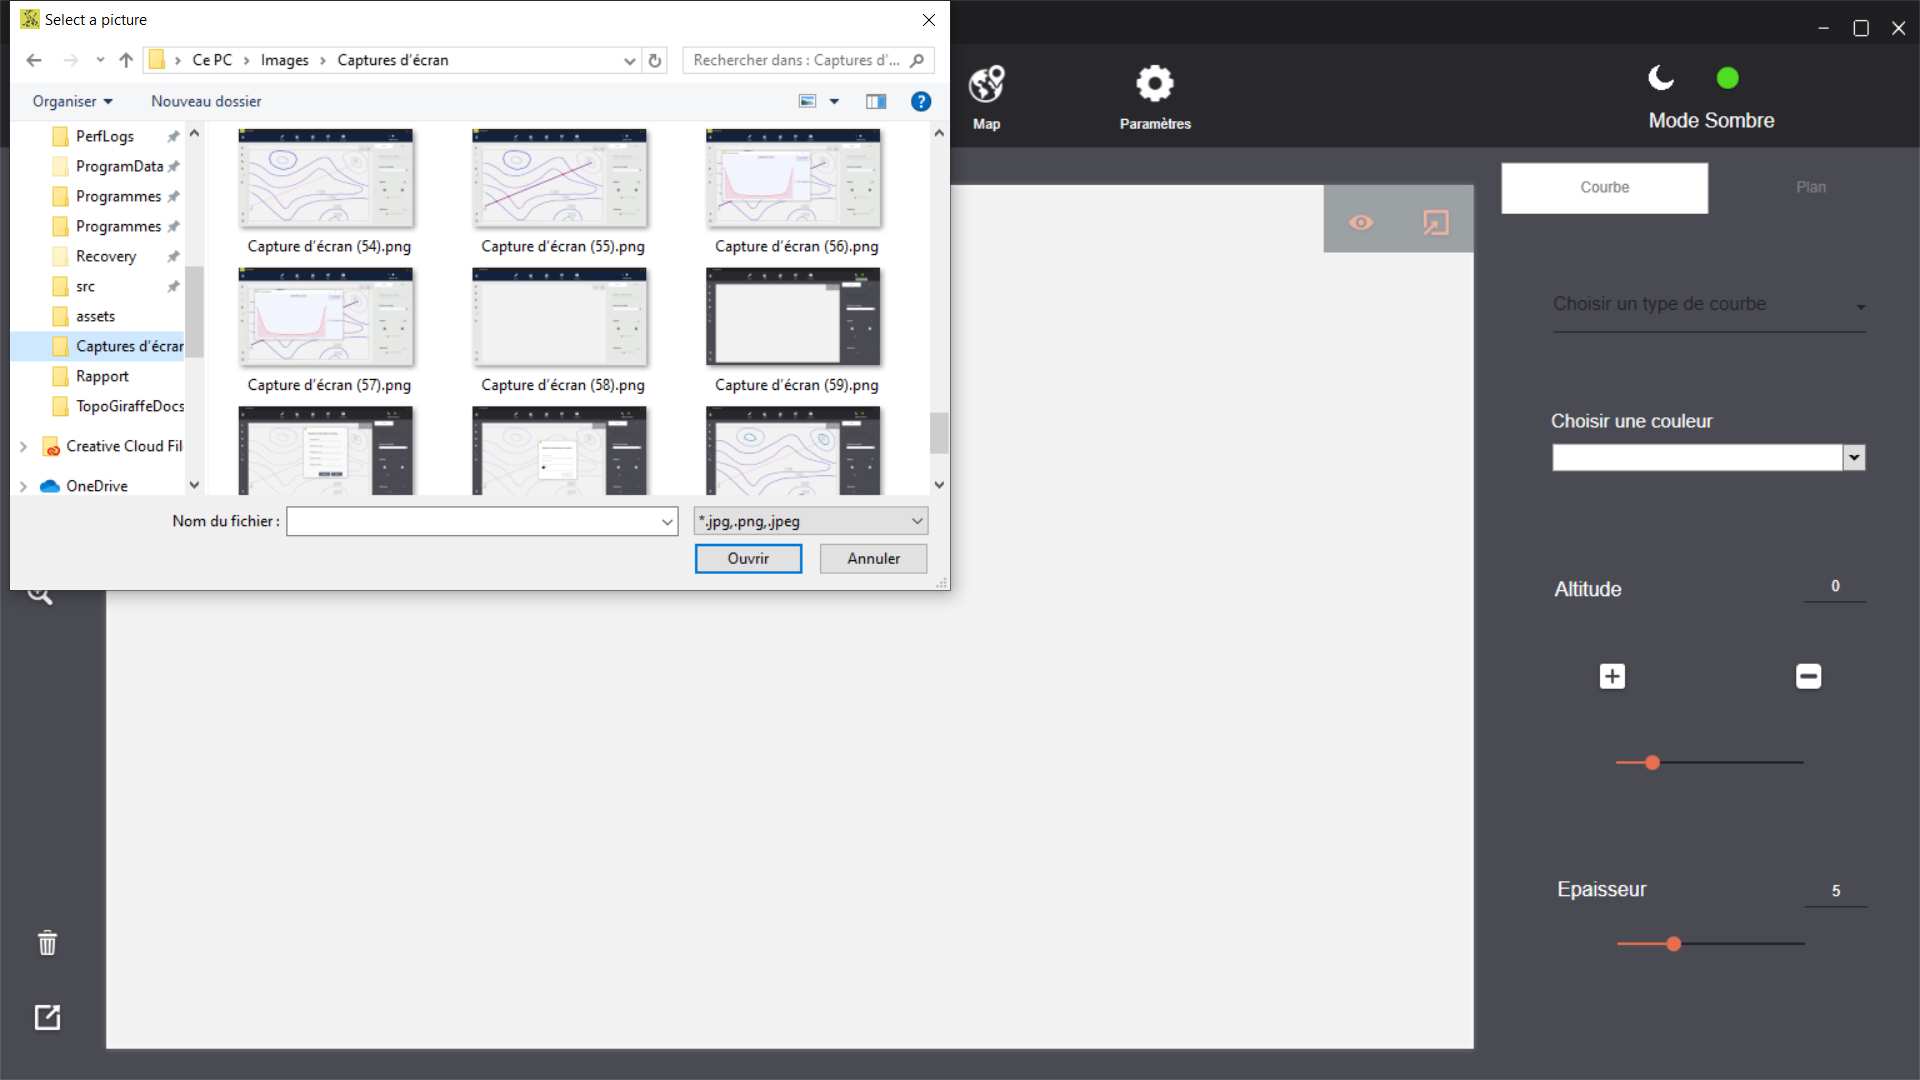 Select a picture
Ce PC > Images > Captures d'écran
Rechercher dans : Captures d'...
Organiser
Nouveau dossier
PerfLogs
ProgramData
Programmes
Programmes
Recovery
src
assets
Captures d'écran
Rapport
TopoGiraffeDocs
Creative Cloud Fil
OneDrive
Capture d'écran (54).png
Capture d'écran (55).png
Capture d'écran (56).png
Capture d'écran (57).png
Capture d'écran (58).png
Capture d'écran (59).png
Nom du fichier :
*.jpg,.png,.jpeg
Ouvrir
Annuler
Map
Paramètres
Mode Sombre
Courbe
Plan
Choisir un type de courbe
Choisir une couleur
Altitude
0
Epaisseur
5